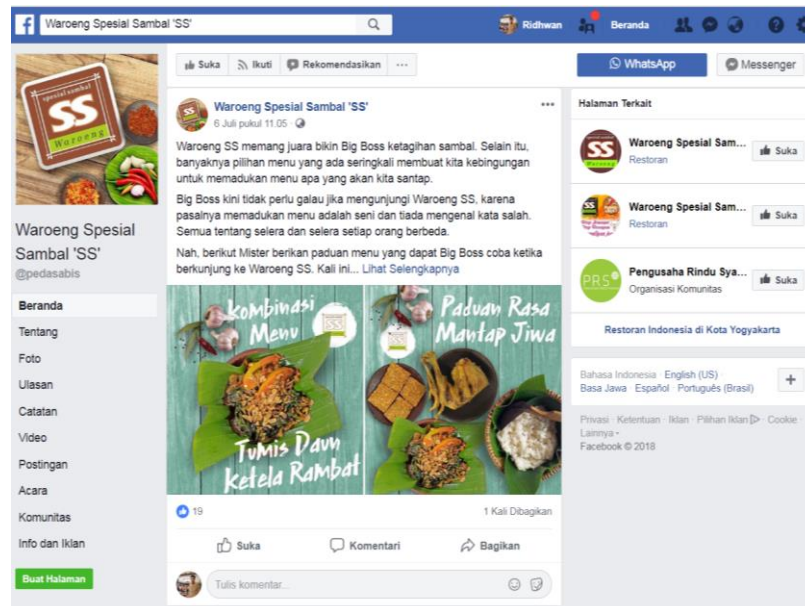 Waroeng Spesial Sambal 'SS'
Ridhwan
Beranda
spesial sambal
SS
Waroeng
Waroeng Spesial
Sambal 'SS'
@pedasabis
Beranda
Tentang
Foto
Ulasan
Catatan
Video
Postingan
Acara
Komunitas
Info dan Iklan
Buat Halaman
Suka
Ikuti
Rekomendasikan
WhatsApp
Messenger
Waroeng Spesial Sambal 'SS'
6 Juli pukul 11.05 ·
Waroeng SS memang juara bikin Big Boss ketagihan sambal. Selain itu,
banyaknya pilihan menu yang ada seringkali membuat kita kebingungan
untuk memadukan menu apa yang akan kita santap.
Big Boss kini tidak perlu galau jika mengunjungi Waroeng SS, karena
pasalnya memadukan menu adalah seni dan tiada mengenal kata salah.
Semua tentang selera dan selera setiap orang berbeda.
Nah, berikut Mister berikan paduan menu yang dapat Big Boss coba ketika
berkunjung ke Waroeng SS. Kali ini... Lihat Selengkapnya
Kombinasi
Menu
SS
Tumis Daun
Ketela Rambat
Paduan Rasa
Mantap Jiwa
SS
19
1 Kali Dibagikan
Suka
Komentari
Bagikan
Tulis komentar...
Halaman Terkait
SS
Waroeng Spesial Sam...
Restoran
Suka
SS
Waroeng Spesial Sam...
Restoran
Suka
PRS
Pengusaha Rindu Sya...
Organisasi Komunitas
Suka
Restoran Indonesia di Kota Yogyakarta
Bahasa Indonesia · English (US) ·
Basa Jawa · Español · Português (Brasil)
Privasi · Ketentuan · Iklan · Pilihan Iklan · Cookie ·
Lainnya
Facebook © 2018